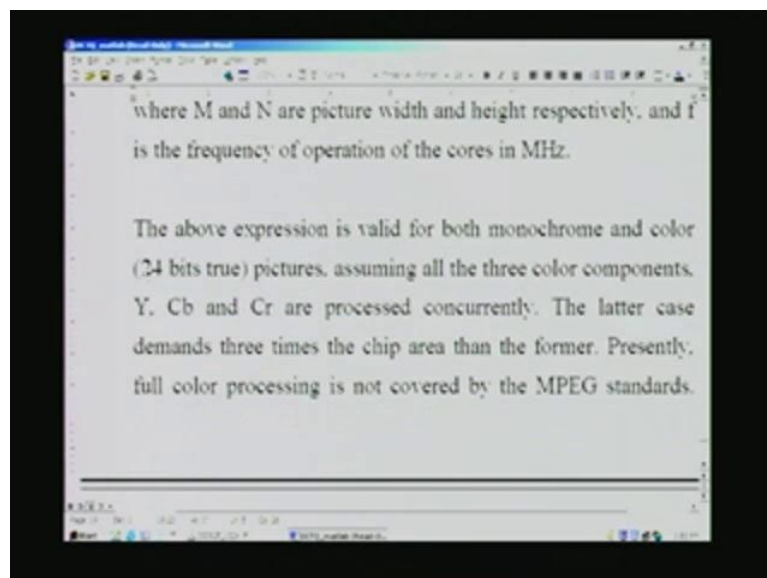 where M and N are picture width and height respectively, and f
is the frequency of operation of the cores in MHz.
The above expression is valid for both monochrome and color
(24 bits true) pictures, assuming all the three color components,
Y, Cb and Cr are processed concurrently. The latter case
demands three times the chip area than the former. Presently,
full color processing is not covered by the MPEG standards.